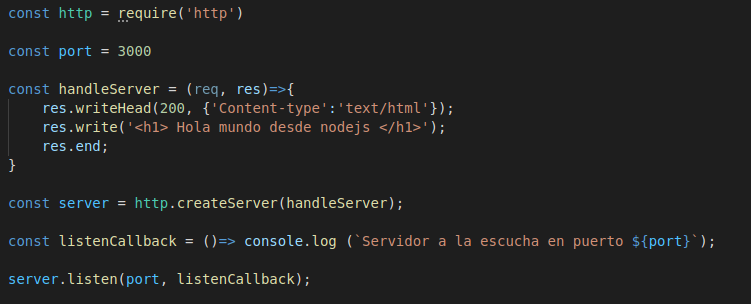 const http = require('http')
const port = 3000
const handleServer = (req, res)=>{
    res.writeHead(200, {'Content-type':'text/html'});
    res.write('<h1> Hola mundo desde nodejs </h1>');
    res.end;
}
const server = http.createServer(handleServer);
const listenCallback = ()=> console.log (`Servidor a la escucha en puerto ${port}`);
server.listen(port, listenCallback);